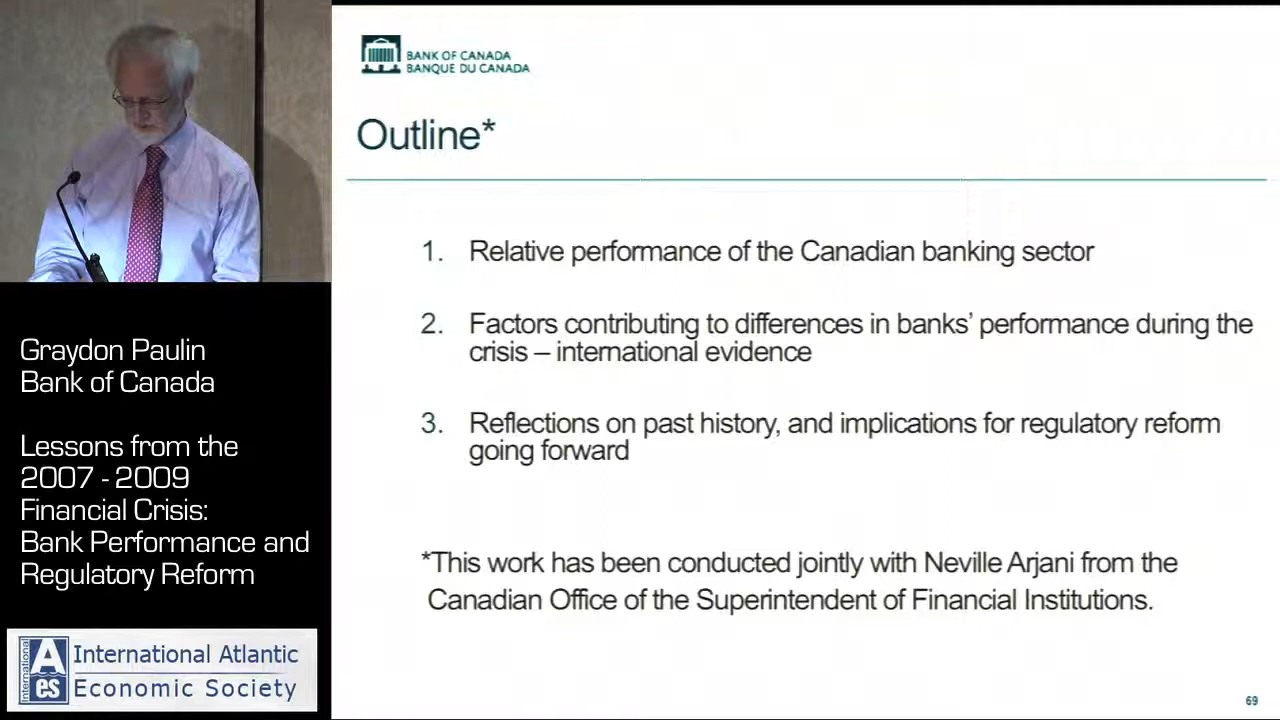 BANK OF CANADA
BANQUE DU CANADA
Outline*
1. Relative performance of the Canadian banking sector
2. Factors contributing to differences in banks' performance during the
crisis – international evidence
3. Reflections on past history, and implications for regulatory reform
going forward
*This work has been conducted jointly with Neville Arjani from the
Canadian Office of the Superintendent of Financial Institutions.
69
Graydon Paulin
Bank of Canada
Lessons from the
2007 - 2009
Financial Crisis:
Bank Performance and
Regulatory Reform
International
A
es
International Atlantic
Economic Society